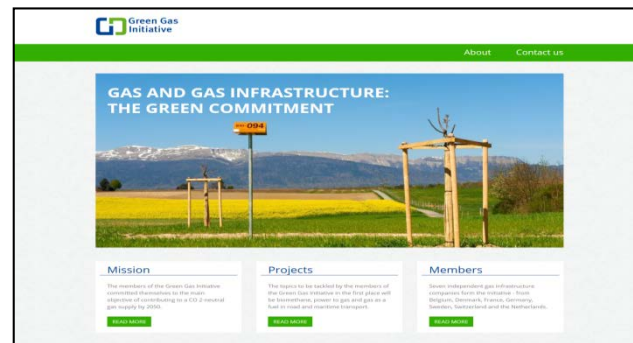 Green Gas
Initiative
About Contact us
GAS AND GAS INFRASTRUCTURE:
THE GREEN COMMITMENT
094
Mission
The members of the Green Gas Initiative
committed themselves to the main
objective of contributing to a CO 2-neutral
gas supply by 2050.
READ MORE
Projects
The topics to be tackled by the members of
the Green Gas Initiative in the first place will
be biomethane, power to gas and gas as a
fuel in road and maritime transport.
READ MORE
Members
Seven independent gas infrastructure
companies form the initiative - from
Belgium, Denmark, France, Germany,
Sweden, Switzerland and the Netherlands.
READ MORE